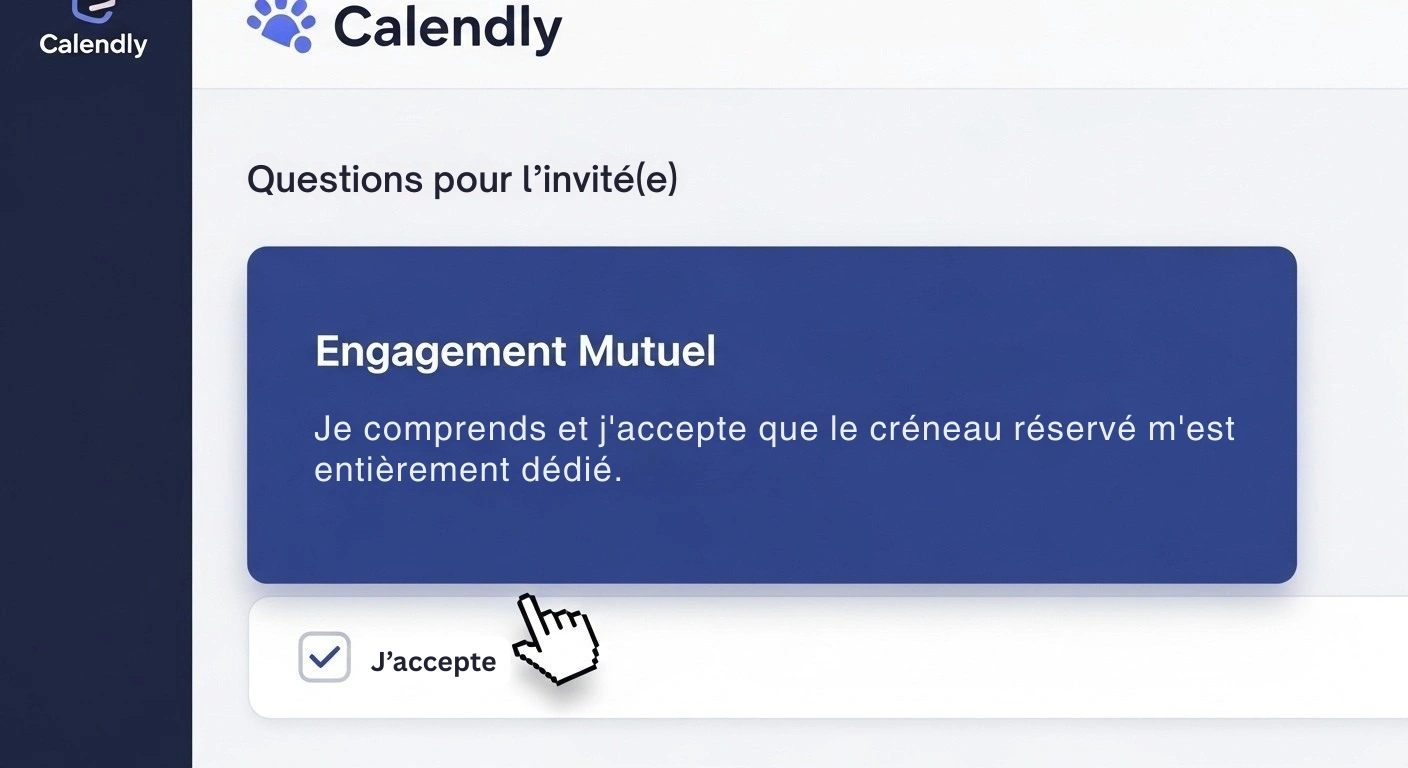 Calendly
Calendly
Questions pour l’invité(e)
Engagement Mutuel
Je comprends et j'accepte que le créneau réservé m'est
entièrement dédié.
J’accepte